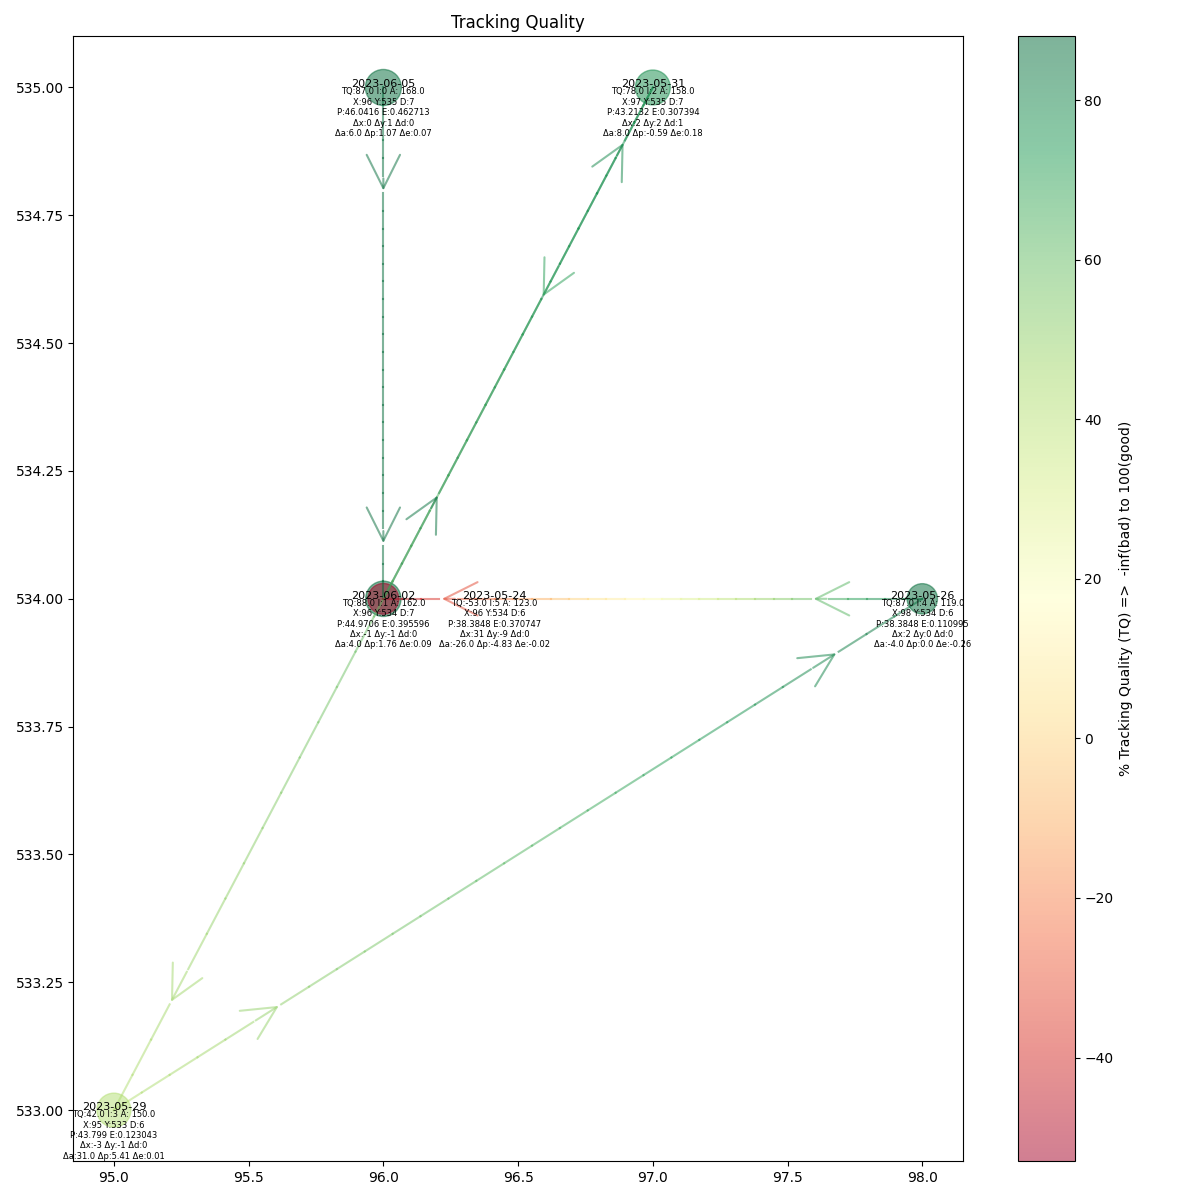 Tracking Quality
535.00
534.75
534.50
534.25
534.00
533.75
533.50
533.25
533.00
2023-06-05
TQ:87.0 I:0 A: 168.0
X:96 Y:535 D:7
P:46.0416 E:0.462713
Δx:0 Δy:1 Δd:0
Δa:6.0 Δp:1.07 Δe:0.07
2023-05-31
TQ:78.0 I:2 A: 158.0
X:97 Y:535 D:7
P:43.2132 E:0.307394
Δx:2 Δy:2 Δd:1
Δa:8.0 Δp:-0.59 Δe:0.18
2023-06-02
TQ:88.0 I:1 A: 162.0
X:96 Y:534 D:7
P:44.9706 E:0.395596
Δx:-1 Δy:-1 Δd:0
Δa:4.0 Δp:1.76 Δe:0.09
2023-05-24
TQ:-53.0 I:5 A: 123.0
X:96 Y:534 D:6
P:38.3848 E:0.370747
Δx:31 Δy:-9 Δd:0
Δa:-26.0 Δp:-4.83 Δe:-0.02
2023-05-26
TQ:87.0 I:4 A: 119.0
X:98 Y:534 D:6
P:38.3848 E:0.110995
Δx:2 Δy:0 Δd:0
Δa:-4.0 Δp:0.0 Δe:-0.26
2023-05-29
TQ:42.0 I:3 A: 150.0
X:95 Y:533 D:6
P:43.799 E:0.123043
Δx:-3 Δy:-1 Δd:0
Δa:31.0 Δp:5.41 Δe:0.01
95.0 95.5 96.0 96.5 97.0 97.5 98.0
80
60
40
20
0
−20
−40
% Tracking Quality (TQ) => -inf(bad) to 100(good)